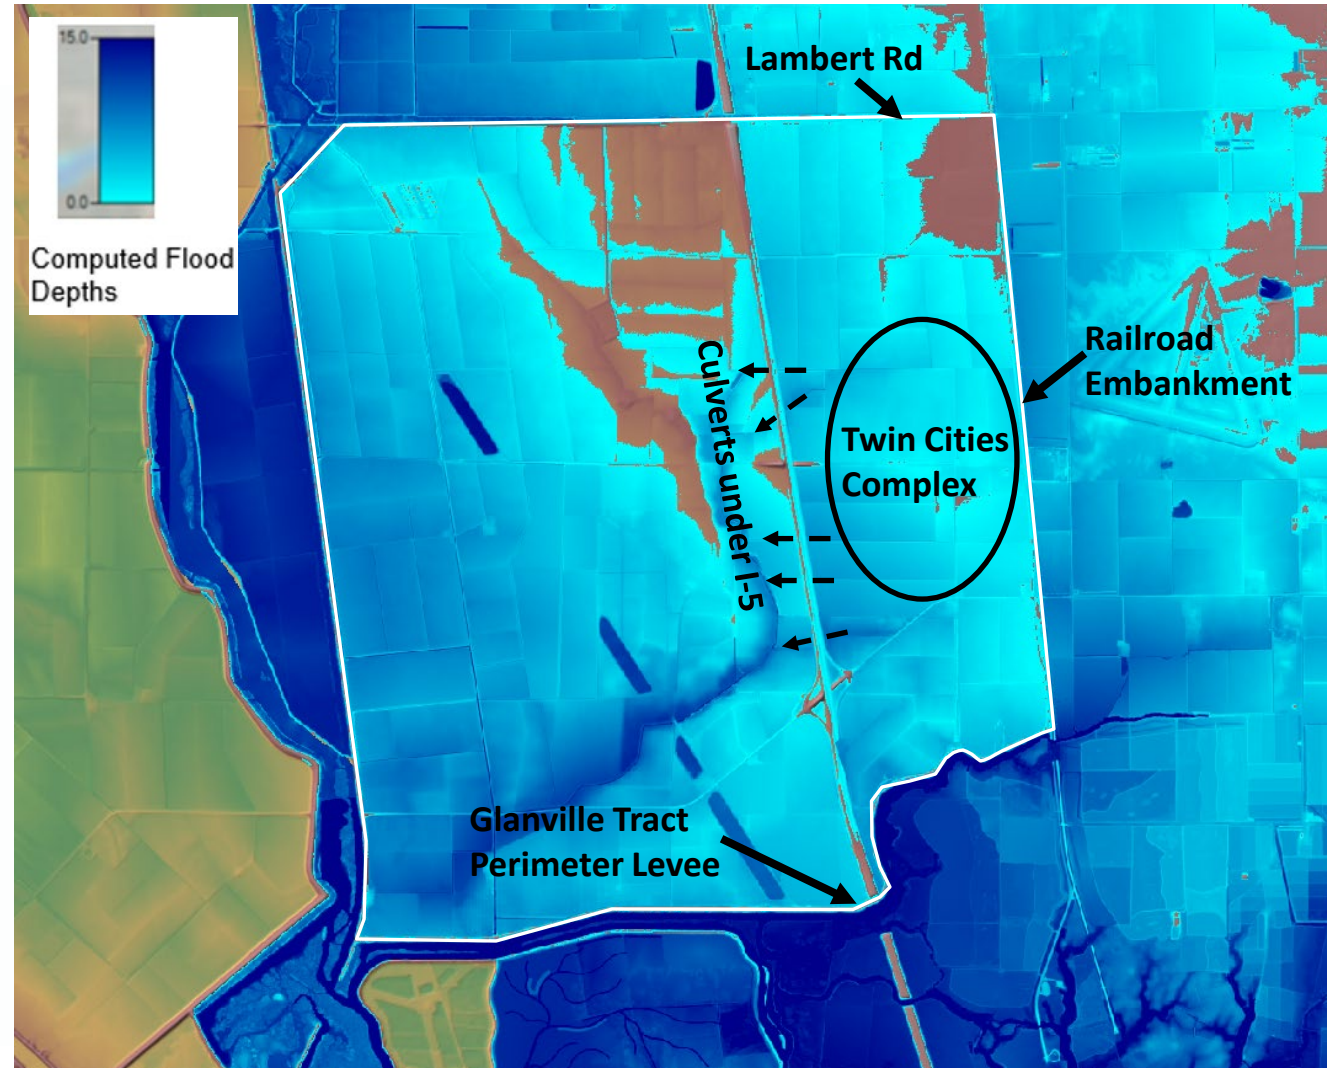 15.0
0.0
Computed Flood
Depths
Lambert Rd
Railroad
Embankment
Culverts under I-5
Twin Cities
Complex
Glanville Tract
Perimeter Levee